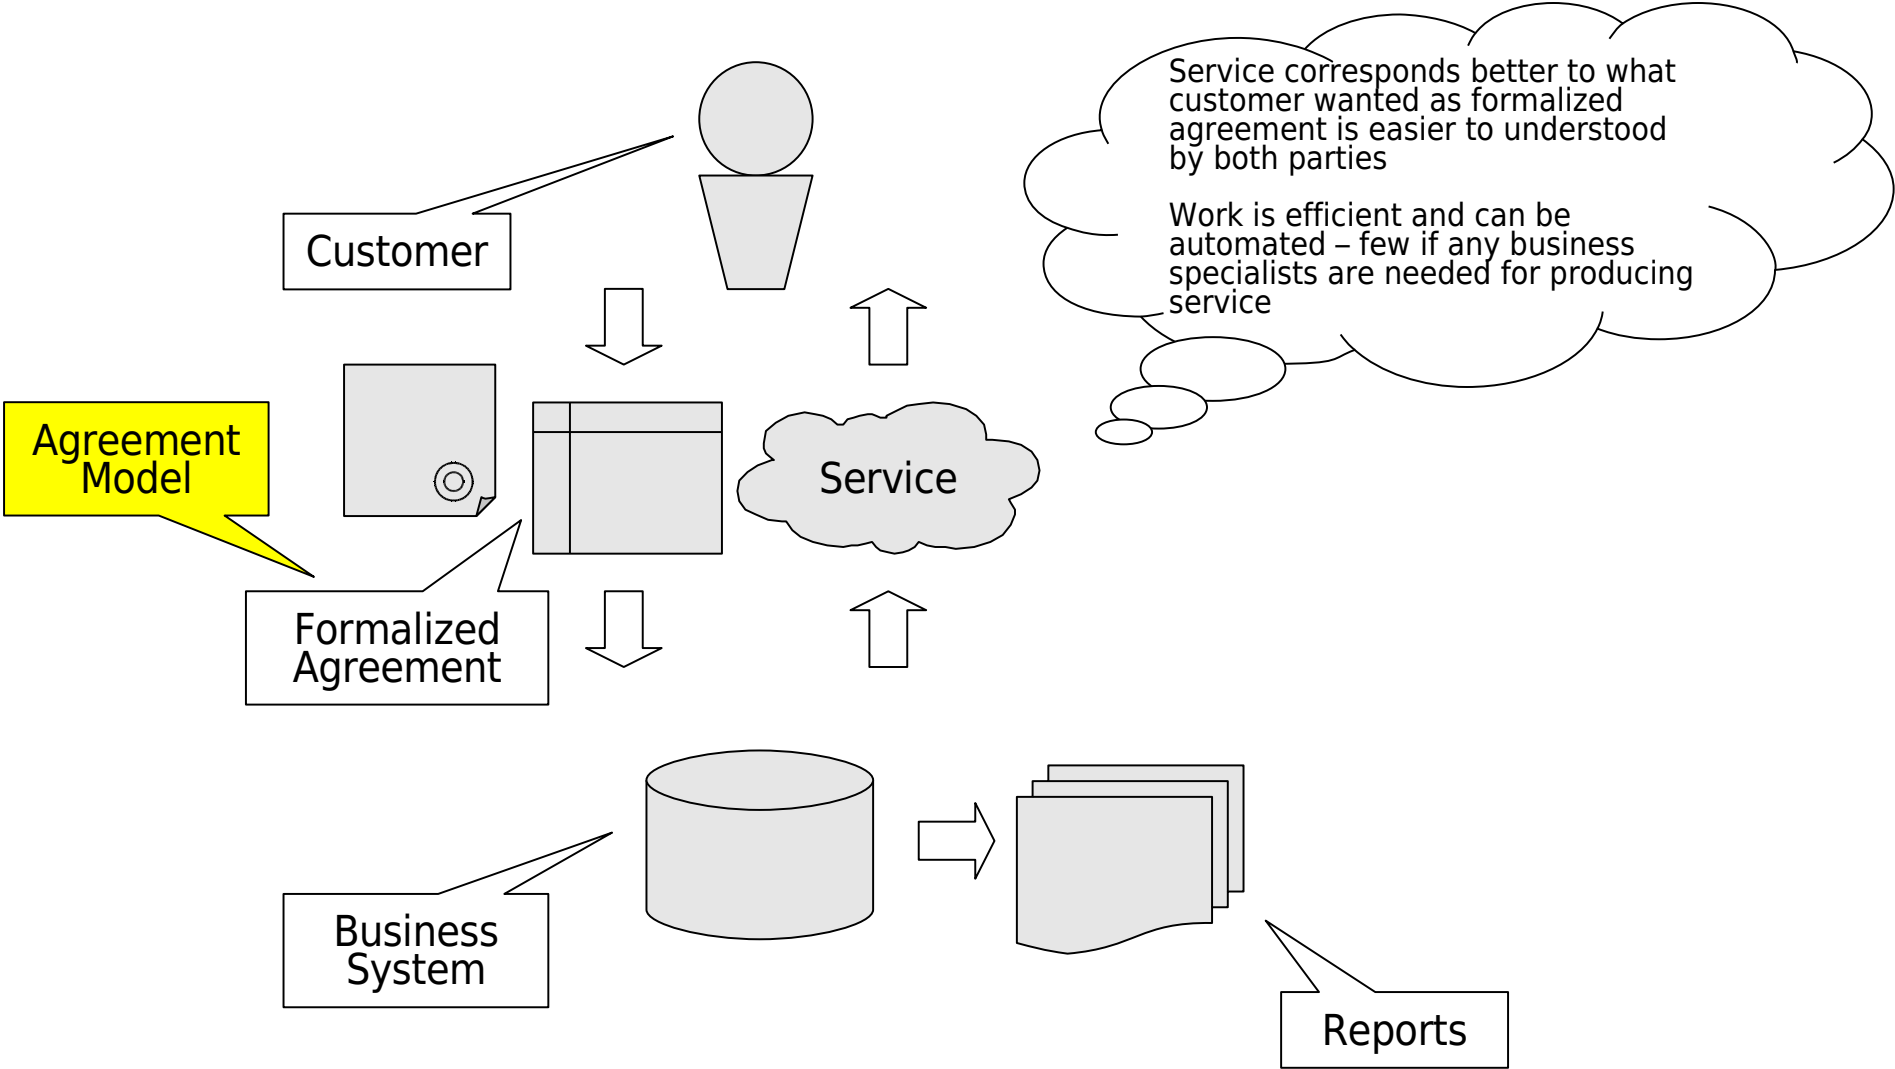 Service corresponds better to what
customer wanted as formalized
agreement is easier to understood
by both parties
Work is efficient and can be
automated – few if any business
specialists are needed for producing
service
Customer
Agreement
Model
Service
Formalized
Agreement
Business
System
Reports